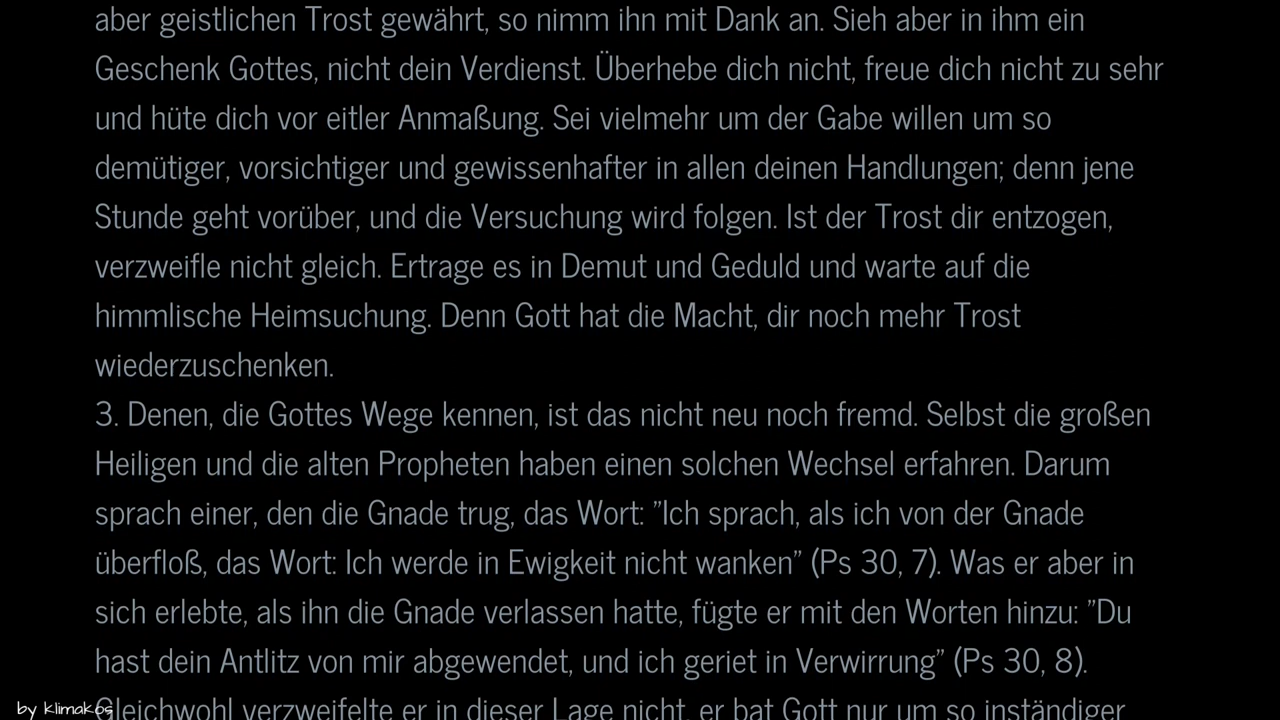 aber geistlichen Trost gewährt, so nimm ihn mit Dank an. Sieh aber in ihm ein
Geschenk Gottes, nicht dein Verdienst. Überhebe dich nicht, freue dich nicht zu sehr
und hüte dich vor eitler Anmaßung. Sei vielmehr um der Gabe willen um so
demütiger, vorsichtiger und gewissenhafter in allen deinen Handlungen; denn jene
Stunde geht vorüber, und die Versuchung wird folgen. Ist der Trost dir entzogen,
verzweifle nicht gleich. Ertrage es in Demut und Geduld und warte auf die
himmlische Heimsuchung. Denn Gott hat die Macht, dir noch mehr Trost
wiederzuschenken.
3. Denen, die Gottes Wege kennen, ist das nicht neu noch fremd. Selbst die großen
Heiligen und die alten Propheten haben einen solchen Wechsel erfahren. Darum
sprach einer, den die Gnade trug, das Wort: "Ich sprach, als ich von der Gnade
überfloß, das Wort: Ich werde in Ewigkeit nicht wanken" (Ps 30, 7). Was er aber in
sich erlebte, als ihn die Gnade verlassen hatte, fügte er mit den Worten hinzu: "Du
hast dein Antlitz von mir abgewendet, und ich geriet in Verwirrung" (Ps 30, 8).
Gleichwohl verzweifelte er in dieser Lage nicht, er bat Gott nur um so inständiger
by klimakos